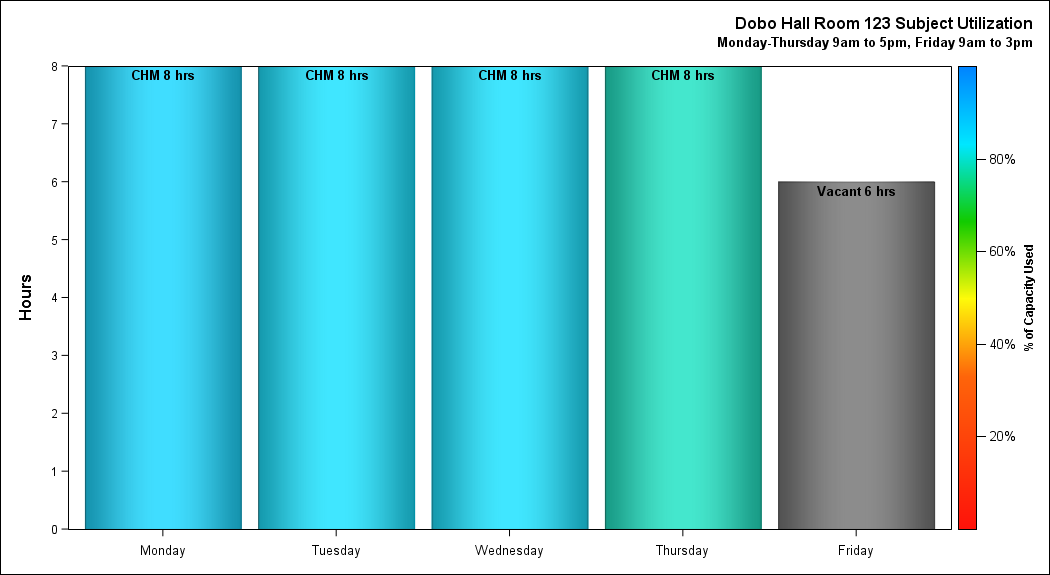 Dobo Hall Room 123 Subject Utilization
Monday-Thursday 9am to 5pm, Friday 9am to 3pm
Hours
8
7
6
5
4
3
2
1
0
CHM 8 hrs
CHM 8 hrs
CHM 8 hrs
CHM 8 hrs
Vacant 6 hrs
Monday
Tuesday
Wednesday
Thursday
Friday
80%
60%
40%
20%
% of Capacity Used